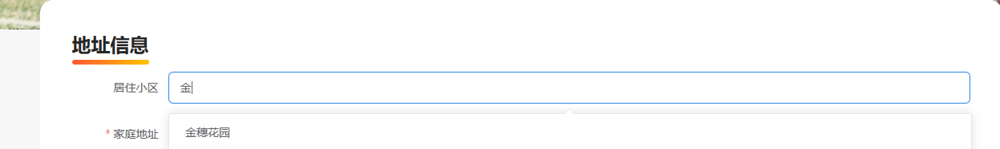 地址信息
居住小区 金
* 家庭地址
金穗花园